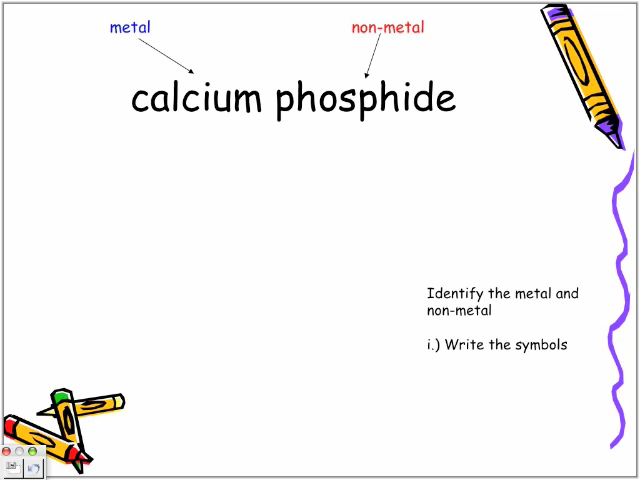 metal non-metal
calcium phosphide
Identify the metal and
non-metal
i.) Write the symbols